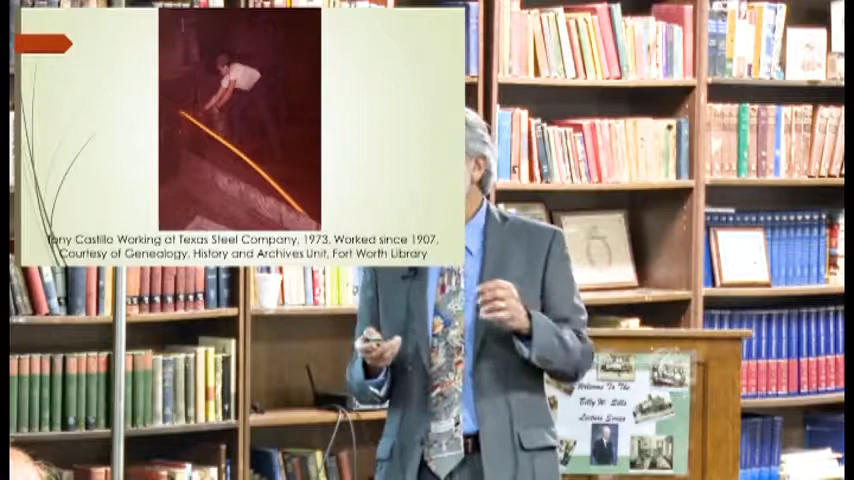 Tony Castillo Working at Texas Steel Company, 1973. Worked since 1907,
Courtesy of Genealogy, History and Archives Unit, Fort Worth Library
Welcome To The
Billy W. Sills
Lecture Series